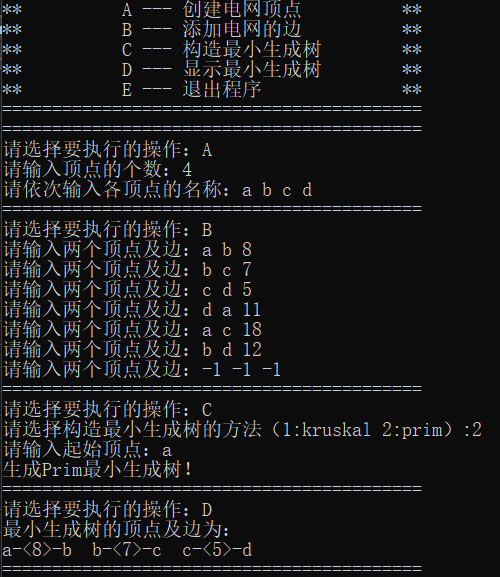 **          A --- 创建电网顶点          **
**          B --- 添加电网的边          **
**          C --- 构造最小生成树        **
**          D --- 显示最小生成树        **
**          E --- 退出程序              **
==========================================
==========================================
请选择要执行的操作：A
请输入顶点的个数：4
请依次输入各顶点的名称：a b c d
==========================================
请选择要执行的操作：B
请输入两个顶点及边：a b 8
请输入两个顶点及边：b c 7
请输入两个顶点及边：c d 5
请输入两个顶点及边：d a 11
请输入两个顶点及边：a c 18
请输入两个顶点及边：b d 12
请输入两个顶点及边：-1 -1 -1
==========================================
请选择要执行的操作：C
请选择构造最小生成树的方法（1:kruskal 2:prim）:2
请输入起始顶点：a
生成Prim最小生成树！
==========================================
请选择要执行的操作：D
最小生成树的顶点及边为：
a-<8>-b  b-<7>-c  c-<5>-d
==========================================